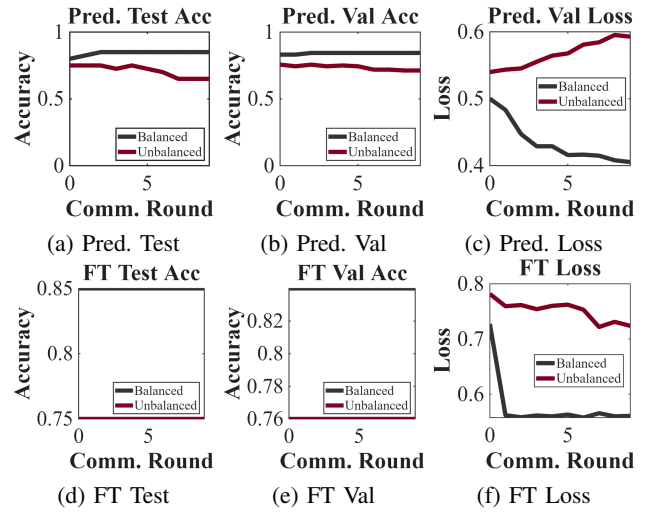 Pred. Test Acc
1
0.5
0
Accuracy
Balanced
Unbalanced
0
5
Comm. Round
(a) Pred. Test
Pred. Val Acc
1
0.5
0
Accuracy
Balanced
Unbalanced
0
5
Comm. Round
(b) Pred. Val
Pred. Val Loss
0.6
0.5
0.4
Loss
Balanced
Unbalanced
0
5
Comm. Round
(c) Pred. Loss
FT Test Acc
0.85
0.8
0.75
Accuracy
Balanced
Unbalanced
0
5
Comm. Round
(d) FT Test
FT Val Acc
0.82
0.8
0.78
0.76
Accuracy
Balanced
Unbalanced
0
5
Comm. Round
(e) FT Val
FT Loss
0.8
0.7
0.6
Loss
Balanced
Unbalanced
0
5
Comm. Round
(f) FT Loss